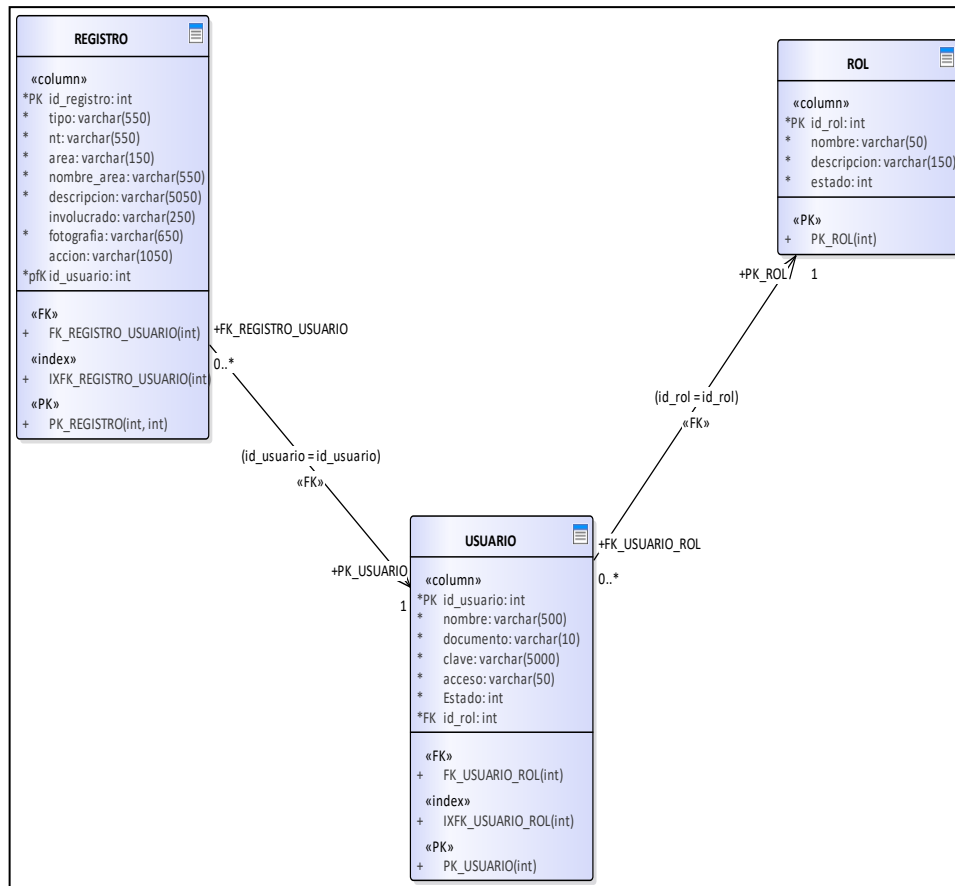 REGISTRO
«column»
*PK id_registro: int
* tipo: varchar(550)
* nt: varchar(550)
* area: varchar(150)
* nombre_area: varchar(550)
* descripcion: varchar(5050)
involucrado: varchar(250)
* fotografia: varchar(650)
accion: varchar(1050)
*pfK id_usuario: int
«FK»
+ FK_REGISTRO_USUARIO(int)
«index»
+ IXFK_REGISTRO_USUARIO(int)
«PK»
+ PK_REGISTRO(int, int)
ROL
«column»
*PK id_rol: int
* nombre: varchar(50)
* descripcion: varchar(150)
* estado: int
«PK»
+ PK_ROL(int)
+PK_ROL
1
+FK_REGISTRO_USUARIO
0..*
(id_rol = id_rol)
«FK»
(id_usuario = id_usuario)
«FK»
+PK_USUARIO
1
+FK_USUARIO_ROL
0..*
USUARIO
«column»
*PK id_usuario: int
* nombre: varchar(500)
* documento: varchar(10)
* clave: varchar(5000)
* acceso: varchar(50)
* Estado: int
*FK id_rol: int
«FK»
+ FK_USUARIO_ROL(int)
«index»
+ IXFK_USUARIO_ROL(int)
«PK»
+ PK_USUARIO(int)